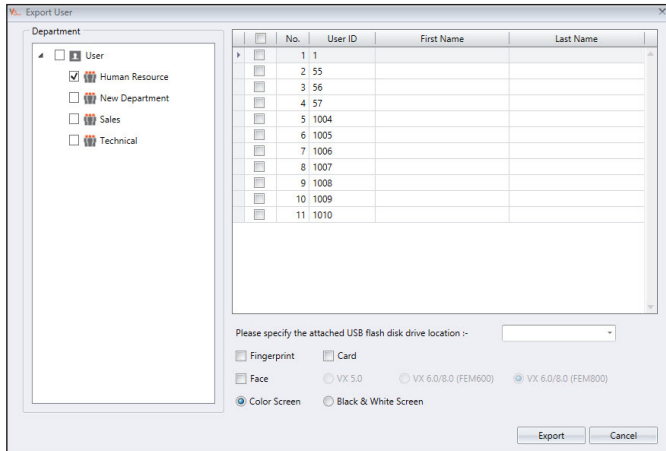 Export User
Department
User
Human Resource
New Department
Sales
Technical
No. User ID First Name Last Name
1 1
2 55
3 56
4 57
5 1004
6 1005
7 1006
8 1007
9 1008
10 1009
11 1010
Please specify the attached USB flash disk drive location :-
Fingerprint Card
Face VX 5.0 VX 6.0/8.0 (FEM600) VX 6.0/8.0 (FEM800)
Color Screen Black & White Screen
Export Cancel